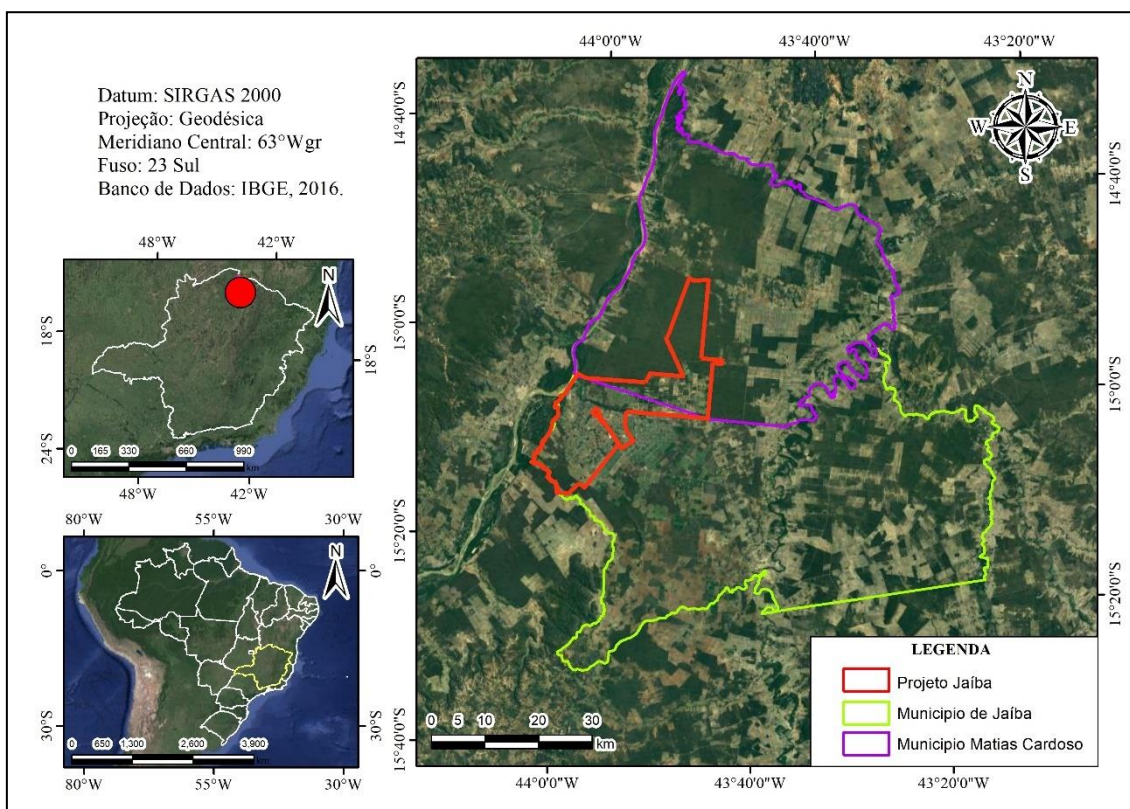 Datum: SIRGAS 2000
Projeção: Geodésica
Meridiano Central: 63°Wgr
Fuso: 23 Sul
Banco de Dados: IBGE, 2016.
48°W 42°W
N
18°S
18°S
24°S
0 165 330 660 990
km
48°W 42°W
80°W 55°W 30°W
N
0° 0°
30°S 30°S
0 650 1,300 2,600 3,900
km
80°W 55°W 30°W
44°0'0"W 43°40'0"W 43°20'0"W
N
W E
S
14°40'0"S
14°40'0"S
15°0'0"S
15°0'0"S
15°20'0"S
15°20'0"S
15°40'0"S
0 5 10 20 30
km
44°0'0"W 43°40'0"W 43°20'0"W
LEGENDA
Projeto Jaíba
Municipio de Jaíba
Municipio Matias Cardoso